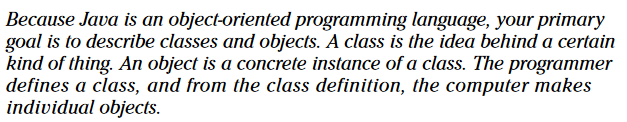 Because Java is an object-oriented programming language, your primary
goal is to describe classes and objects. A class is the idea behind a certain
kind of thing. An object is a concrete instance of a class. The programmer
defines a class, and from the class definition, the computer makes
individual objects.